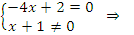 {−4x + 2 = 0
x + 1 ≠ 0 ⇒